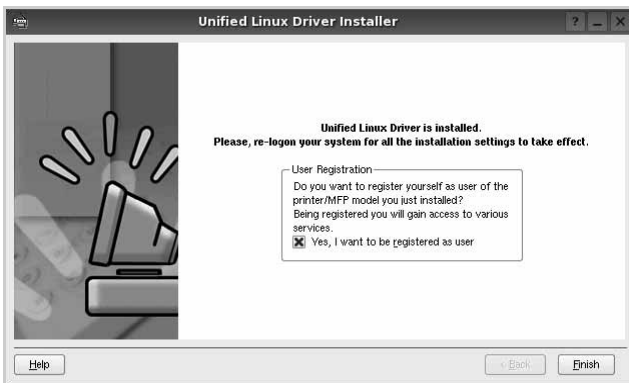 Unified Linux Driver Installer
Unified Linux Driver is installed.
Please, re-logon your system for all the installation settings to take effect.
User Registration
Do you want to register yourself as user of the
printer/MFP model you just installed?
Being registered you will gain access to various
services.
Yes, I want to be registered as user
Help
< Back
Finish